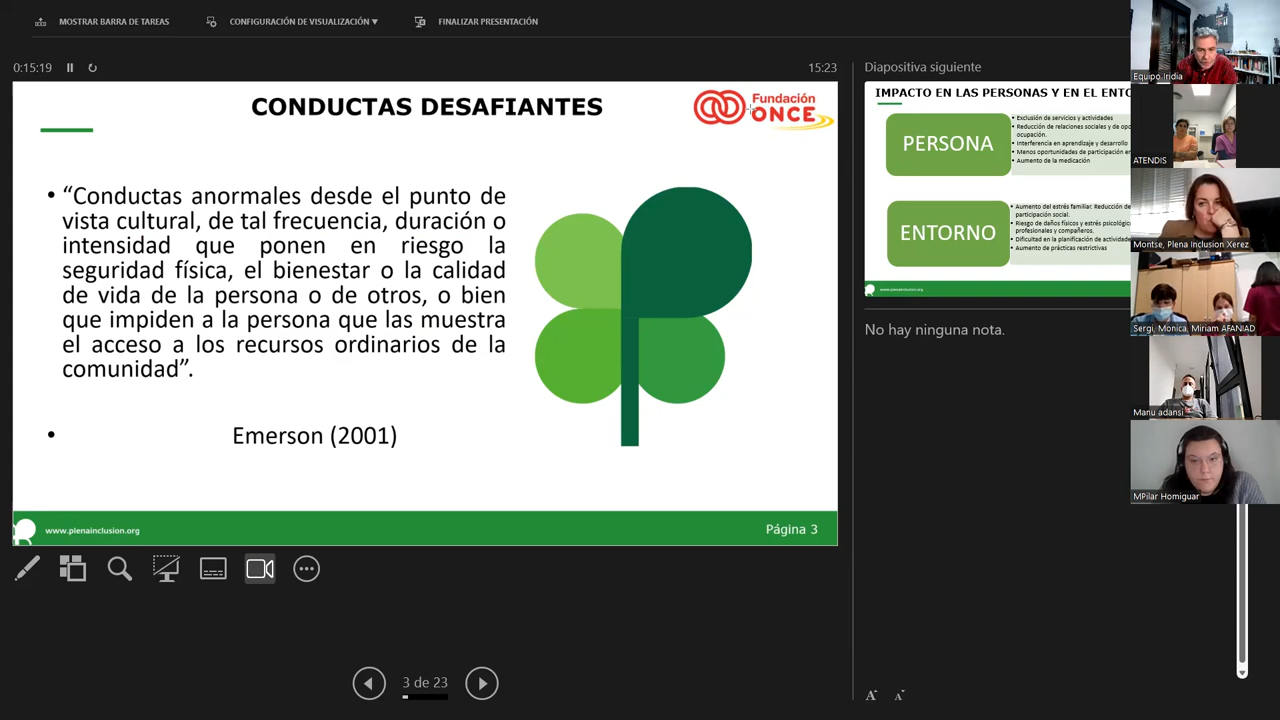 MOSTRAR BARRA DE TAREAS
CONFIGURACIÓN DE VISUALIZACIÓN ▼
FINALIZAR PRESENTACIÓN
0:15:19
15:23
CONDUCTAS DESAFIANTES
Fundación
ONCE
• “Conductas anormales desde el punto de
vista cultural, de tal frecuencia, duración o
intensidad que ponen en riesgo la
seguridad física, el bienestar o la calidad
de vida de la persona o de otros, o bien
que impiden a la persona que las muestra
el acceso a los recursos ordinarios de la
comunidad”.
• Emerson (2001)
www.plenainclusion.org
Página 3
3 de 23
Diapositiva siguiente
IMPACTO EN LAS PERSONAS Y EN EL ENTO
PERSONA
• Exclusión de servicios y actividades
• Reducción de relaciones sociales y de opo
ocupación.
• Interferencia en aprendizaje y desarrollo
• Menos oportunidades de participación en
• Aumento de la medicación
ENTORNO
• Aumento del estrés familiar. Reducción de
participación social.
• Riesgo de daños físicos y estrés psicológic
profesionales y compañeros.
• Dificultad en la planificación de actividade
• Aumento de prácticas restrictivas
www.plenainclusion.org
No hay ninguna nota.
A A
Equipo Iridia
ATENDIS
Montse, Plena Inclusion Xerez
Sergi, Monica, Miriam AFANIAD
Manu adansi
MPilar Homiguar